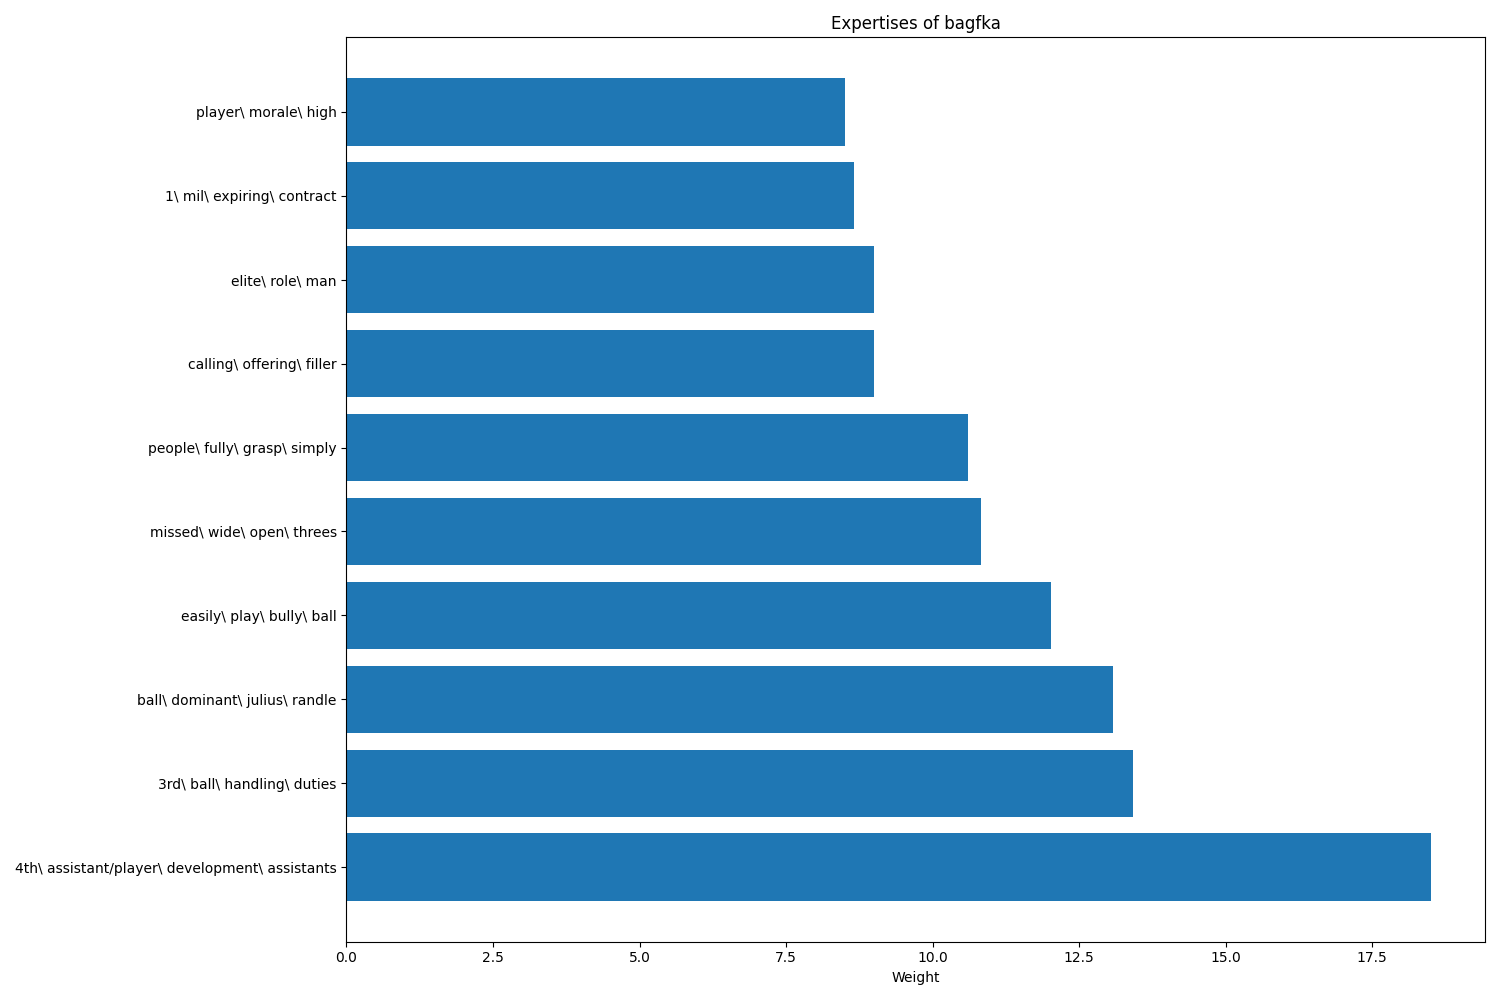 Expertises of bagfka
player\ morale\ high
1\ mil\ expiring\ contract
elite\ role\ man
calling\ offering\ filler
people\ fully\ grasp\ simply
missed\ wide\ open\ threes
easily\ play\ bully\ ball
ball\ dominant\ julius\ randle
3rd\ ball\ handling\ duties
4th\ assistant/player\ development\ assistants
0.0 2.5 5.0 7.5 10.0 12.5 15.0 17.5
Weight